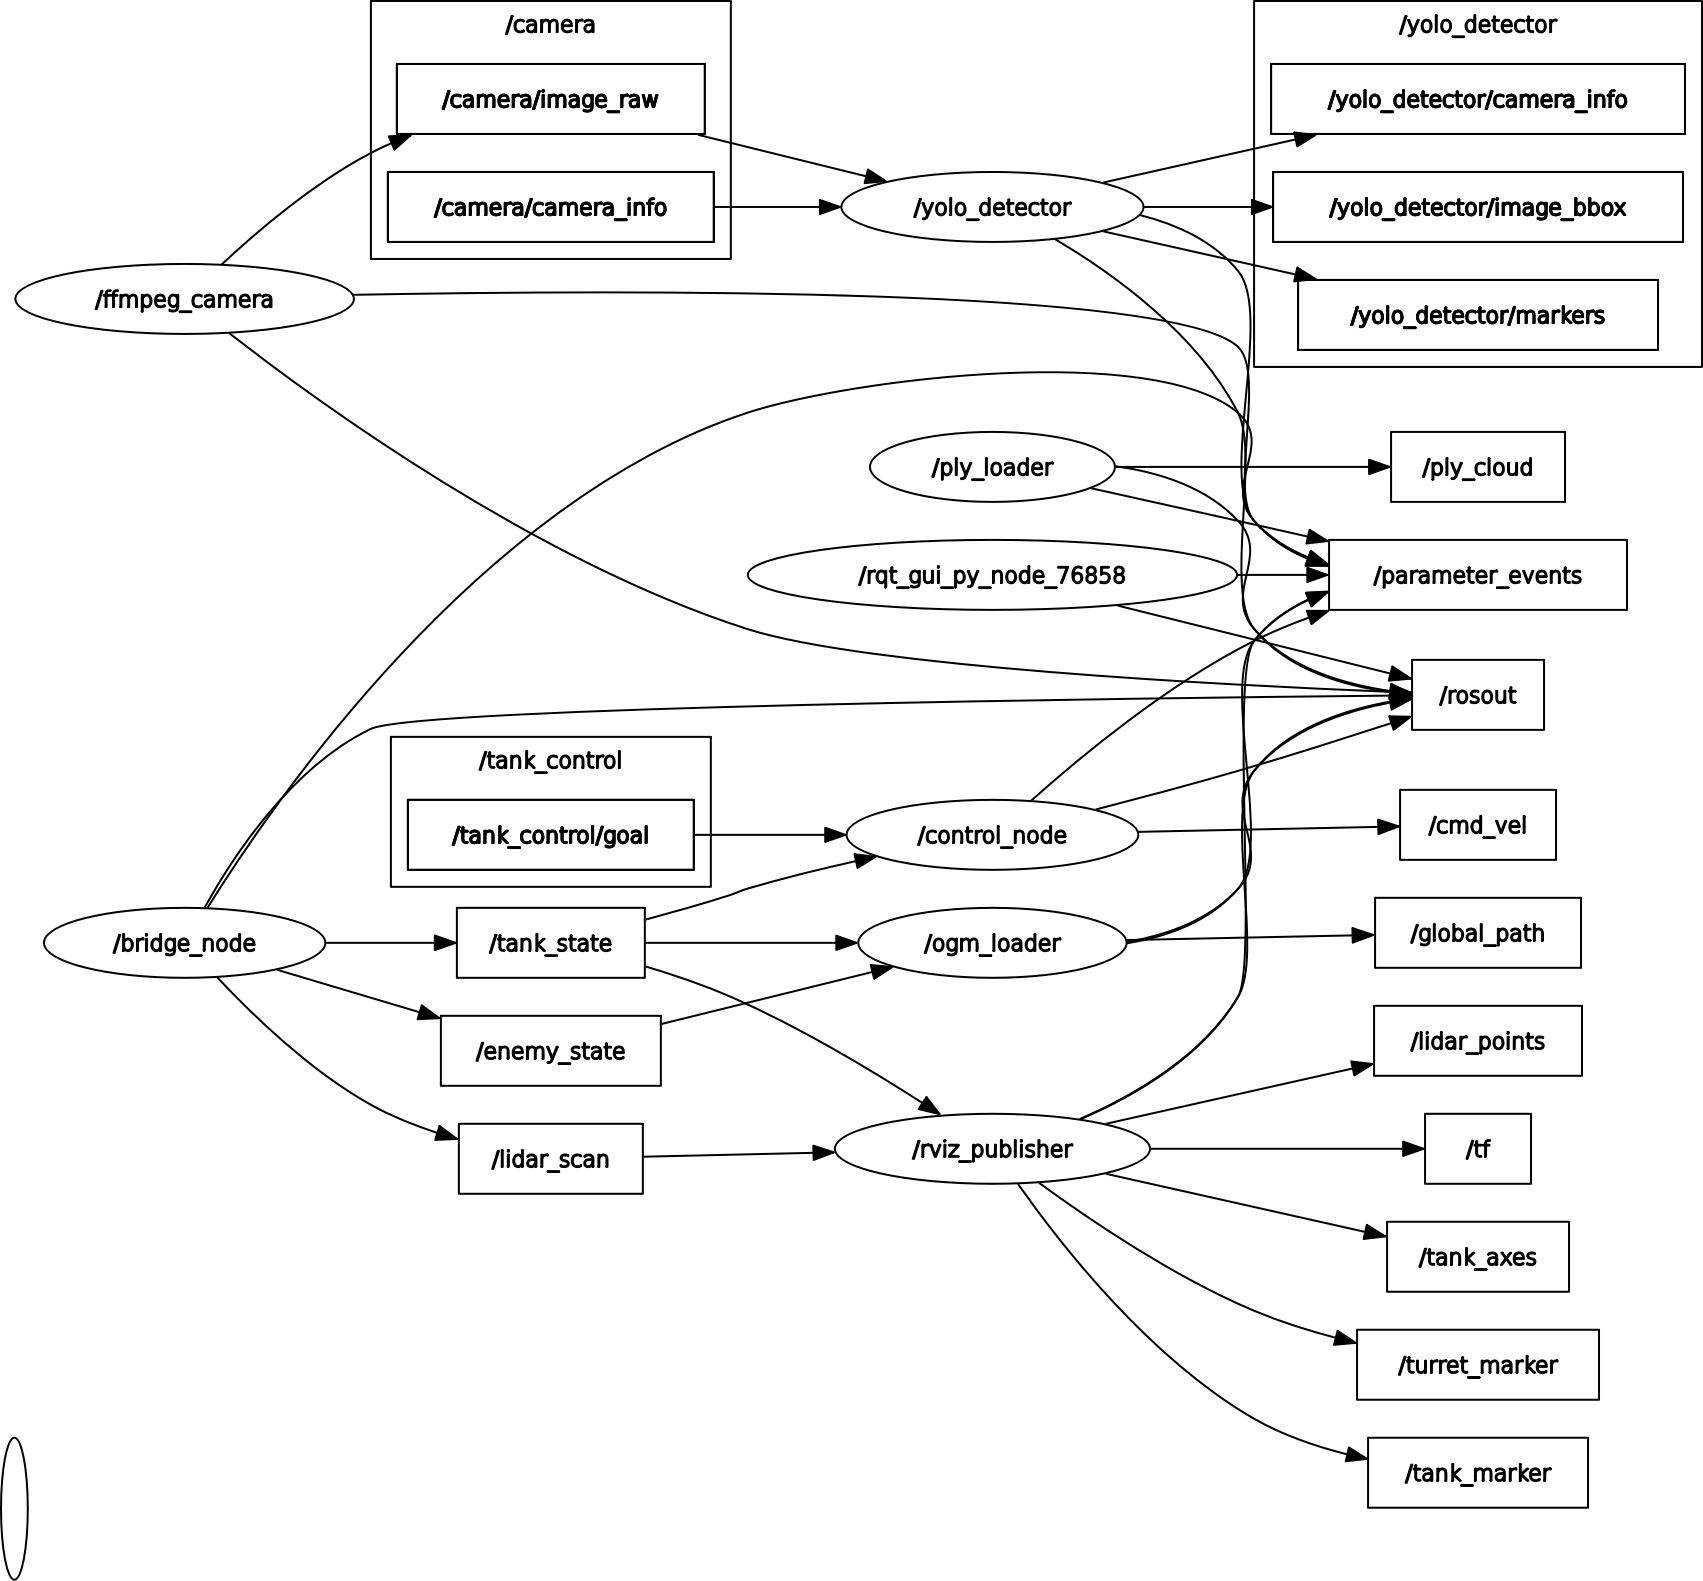 /camera
/yolo_detector
/camera/image_raw
/yolo_detector/camera_info
/camera/camera_info
/yolo_detector
/yolo_detector/image_bbox
/ffmpeg_camera
/yolo_detector/markers
/ply_loader
/ply_cloud
/rqt_gui_py_node_76858
/parameter_events
/rosout
/tank_control
/tank_control/goal
/control_node
/cmd_vel
/bridge_node
/tank_state
/ogm_loader
/global_path
/enemy_state
/lidar_points
/lidar_scan
/rviz_publisher
/tf
/tank_axes
/turret_marker
/tank_marker